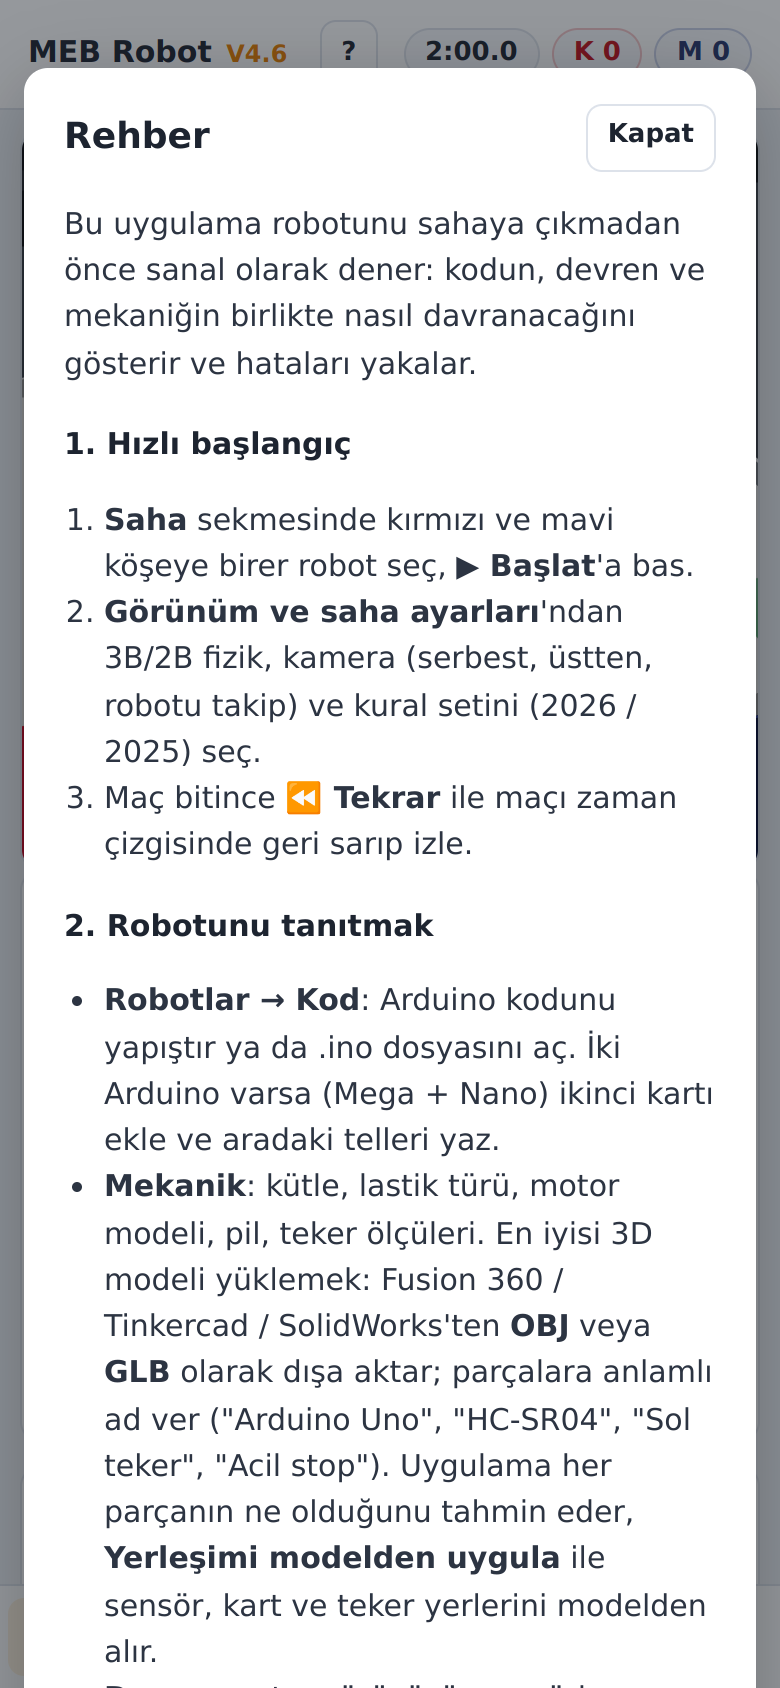 MEB Robot V4.6 ? 2:00.0 K 0 M 0
Rehber Kapat
Bu uygulama robotunu sahaya çıkmadan
önce sanal olarak dener: kodun, devren ve
mekaniğin birlikte nasıl davranacağını
gösterir ve hataları yakalar.
1. Hızlı başlangıç
1. Saha sekmesinde kırmızı ve mavi
köşeye birer robot seç, ▶ Başlat'a bas.
2. Görünüm ve saha ayarları'ndan
3B/2B fizik, kamera (serbest, üstten,
robotu takip) ve kural setini (2026 /
2025) seç.
3. Maç bitince ⏪ Tekrar ile maçı zaman
çizgisinde geri sarıp izle.
2. Robotunu tanıtmak
• Robotlar → Kod: Arduino kodunu
yapıştır ya da .ino dosyasını aç. İki
Arduino varsa (Mega + Nano) ikinci kartı
ekle ve aradaki telleri yaz.
• Mekanik: kütle, lastik türü, motor
modeli, pil, teker ölçüleri. En iyisi 3D
modeli yüklemek: Fusion 360 /
Tinkercad / SolidWorks'ten OBJ veya
GLB olarak dışa aktar; parçalara anlamlı
ad ver ("Arduino Uno", "HC-SR04", "Sol
teker", "Acil stop"). Uygulama her
parçanın ne olduğunu tahmin eder,
Yerleşimi modelden uygula ile
sensör, kart ve teker yerlerini modelden
alır.